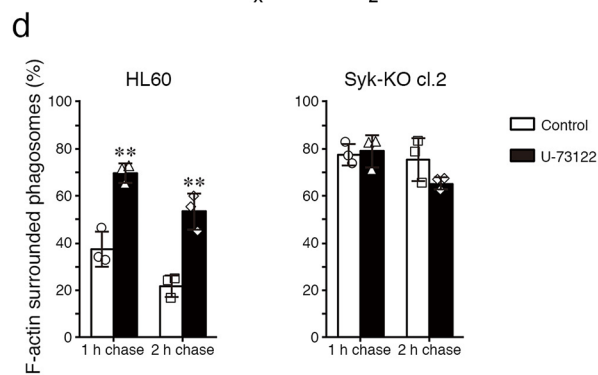 x 2
d
F-actin surrounded phagosomes (%)
HL60
100
80
60
40
20
0
**
**
1 h chase 2 h chase
Syk-KO cl.2
100
80
60
40
20
0
1 h chase 2 h chase
Control
U-73122